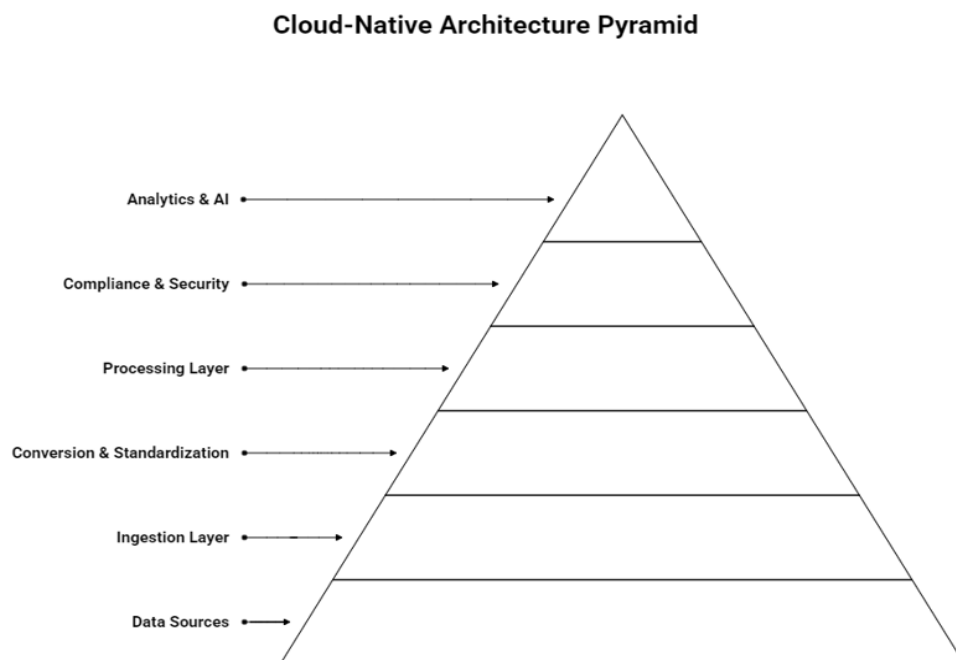 Cloud-Native Architecture Pyramid
Analytics & AI
Compliance & Security
Processing Layer
Conversion & Standardization
Ingestion Layer
Data Sources